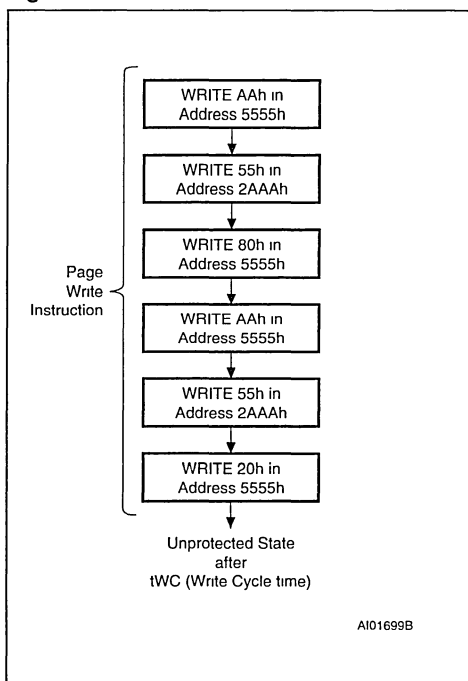 WRITE AAh in
Address 5555h
WRITE 55h in
Address 2AAAh
WRITE 80h in
Address 5555h
Page
Write
Instruction
WRITE AAh in
Address 5555h
WRITE 55h in
Address 2AAAh
WRITE 20h in
Address 5555h
Unprotected State
after
tWC (Write Cycle time)
AI01699B